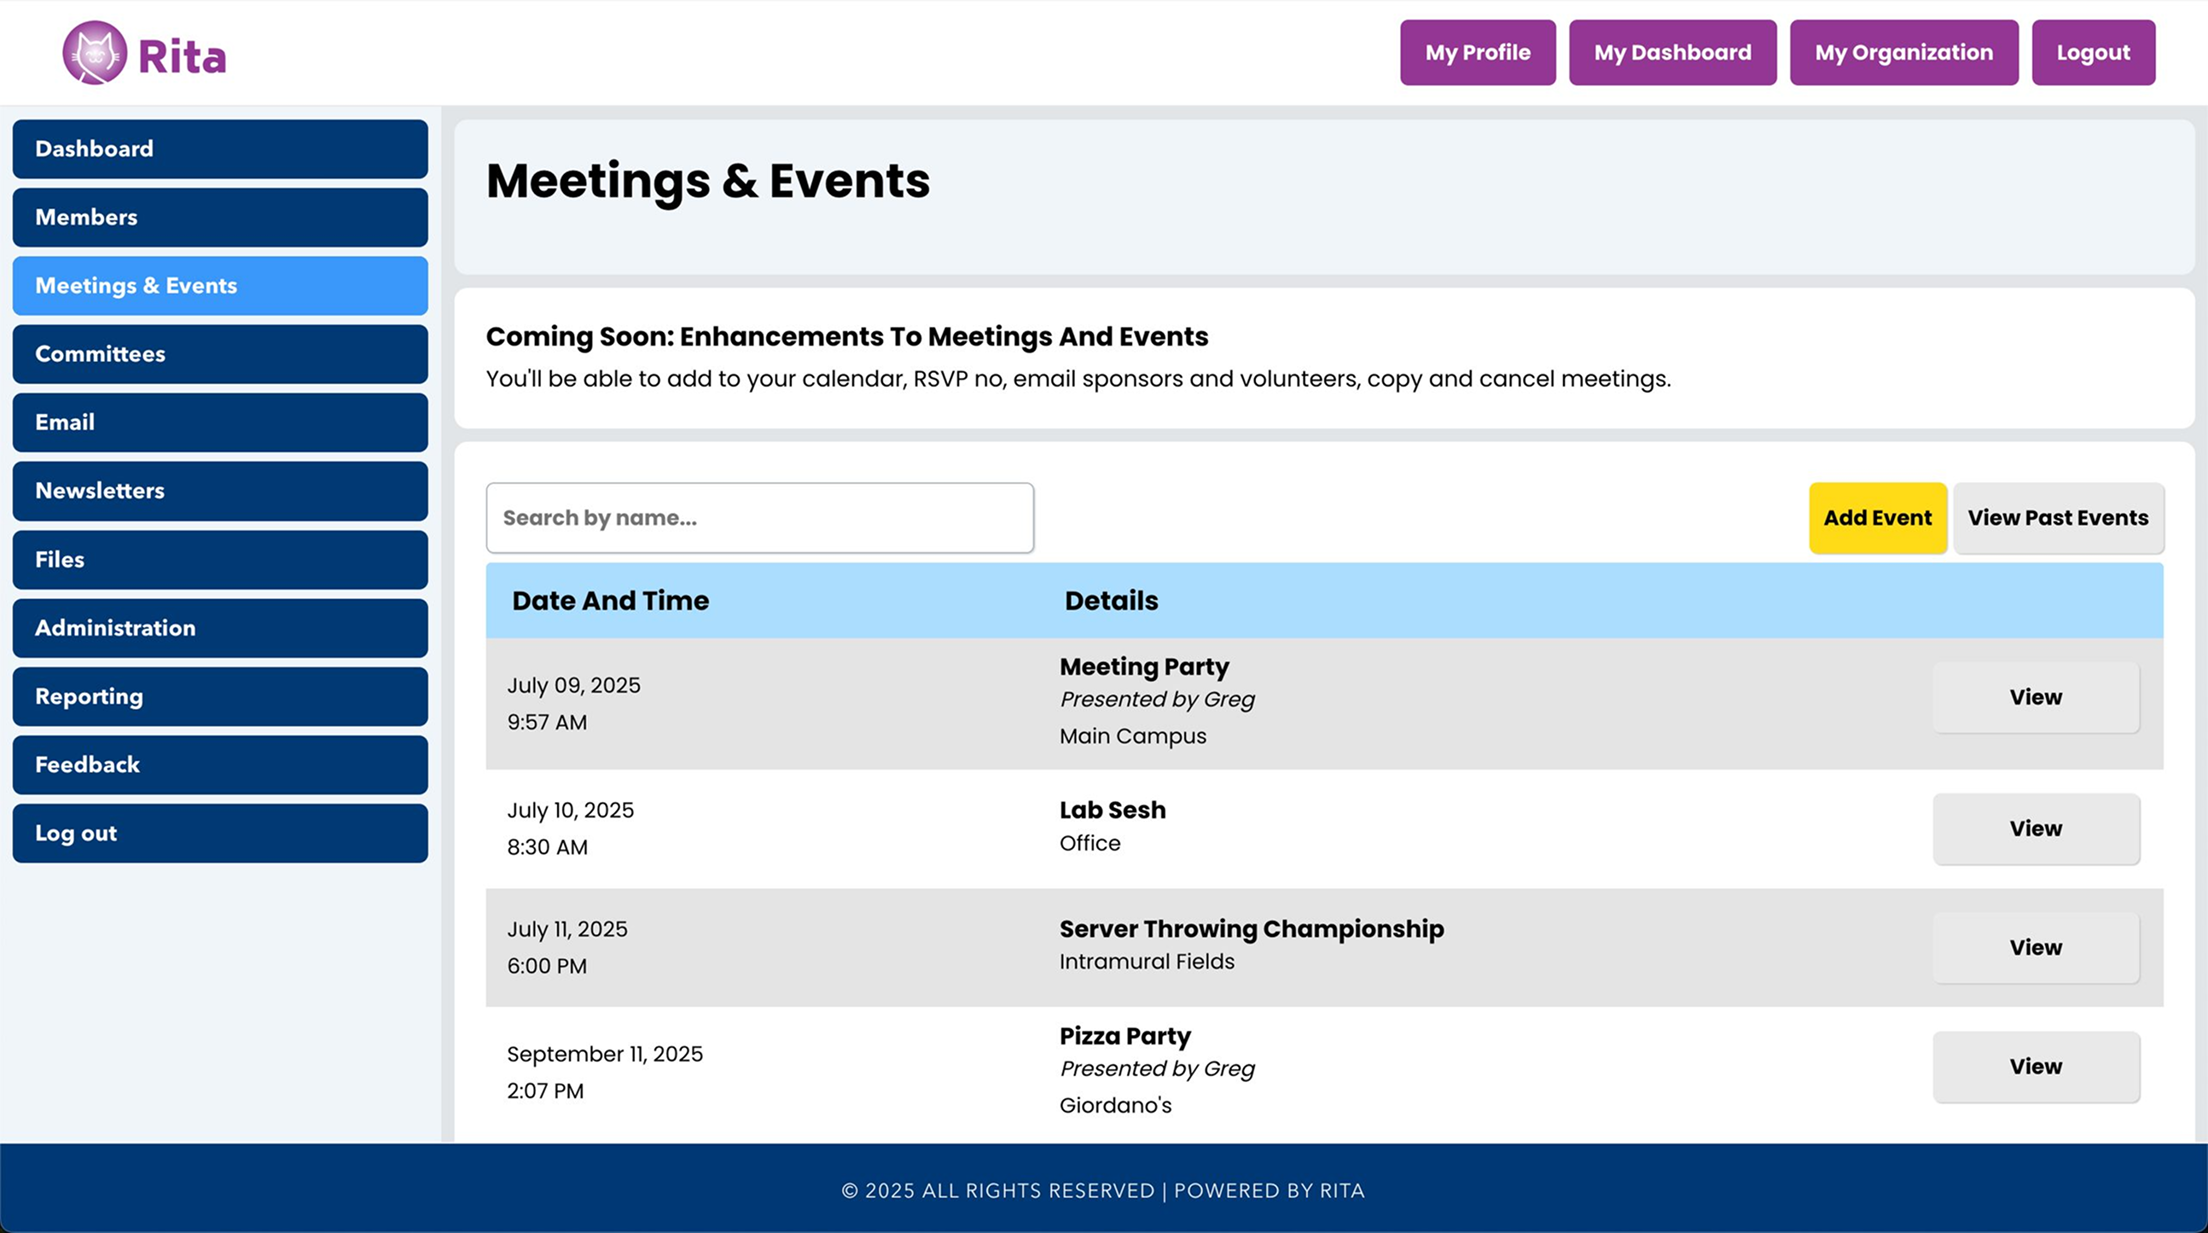 Rita
My Profile
My Dashboard
My Organization
Logout
Dashboard
Members
Meetings & Events
Committees
Email
Newsletters
Files
Administration
Reporting
Feedback
Log out
Meetings & Events
Coming Soon: Enhancements To Meetings And Events
You'll be able to add to your calendar, RSVP no, email sponsors and volunteers, copy and cancel meetings.
Search by name...
Add Event
View Past Events
Date And Time
Details
July 09, 2025
9:57 AM
Meeting Party
Presented by Greg
Main Campus
View
July 10, 2025
8:30 AM
Lab Sesh
Office
View
July 11, 2025
6:00 PM
Server Throwing Championship
Intramural Fields
View
September 11, 2025
2:07 PM
Pizza Party
Presented by Greg
Giordano's
View
© 2025 ALL RIGHTS RESERVED | POWERED BY RITA